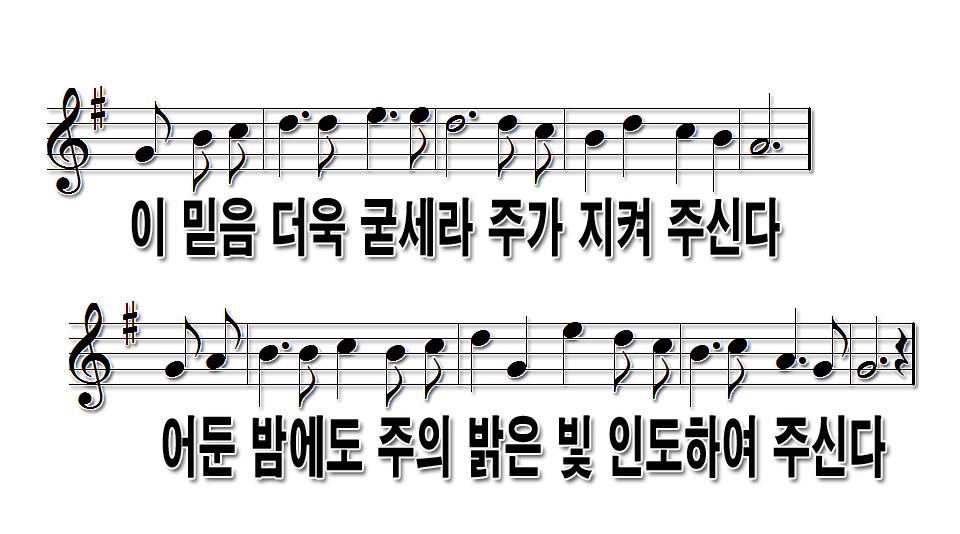 이 믿음 더욱 굳세라 주가 지켜 주신다
어둔 밤에도 주의 밝은 빛 인도하여 주신다